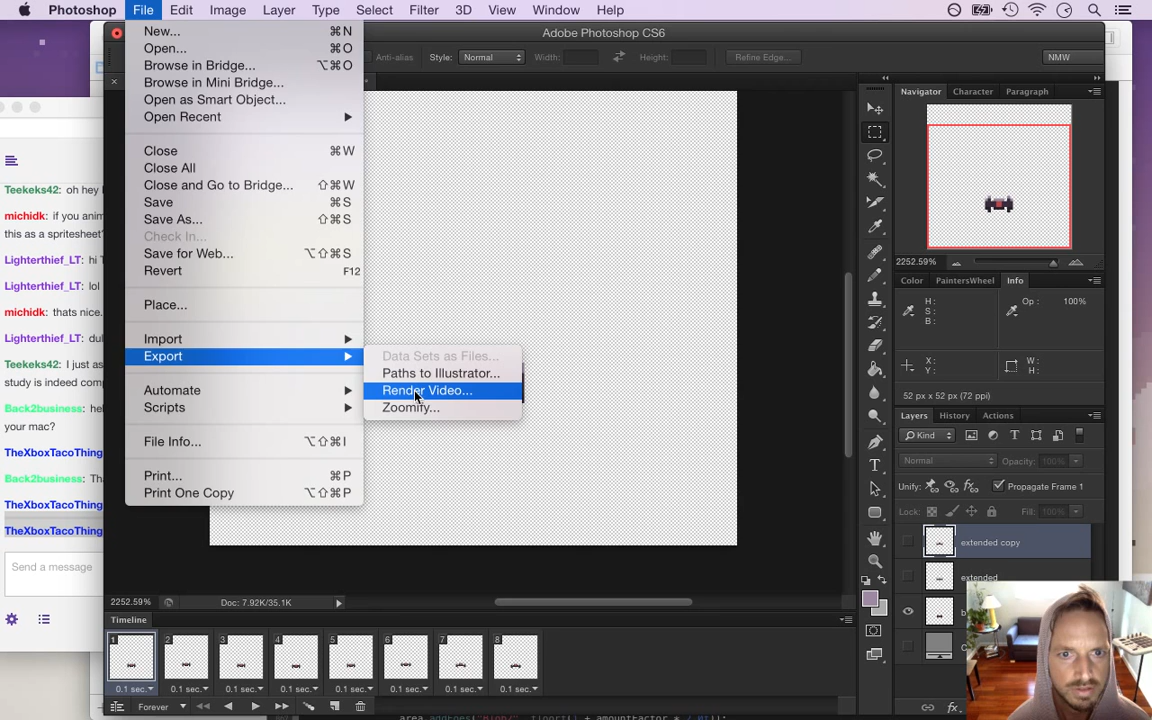 Photoshop File Edit Image Layer Type Select Filter 3D View Window Help
Adobe Photoshop CS6
Anti-alias Style: Normal Width: Height: Refine Edge... NMW
New... ⌘N
Open... ⌘O
Browse in Bridge... ⌥⌘O
Browse in Mini Bridge...
Open as Smart Object...
Open Recent
Close ⌘W
Close All
Close and Go to Bridge... ⇧⌘W
Save ⌘S
Save As... ⇧⌘S
Check In...
Save for Web... ⌥⇧⌘S
Revert F12
Place...
Import
Export
Automate
Scripts
File Info... ⌥⇧⌘I
Print... ⌘P
Print One Copy ⌥⇧⌘P
Data Sets as Files...
Paths to Illustrator...
Render Video...
Zoomify...
Teekeks42: oh hey
michidk: if you anim
this as a spritesheet?
Lighterthief_LT: hi
Lighterthief_LT: lol
michidk: thats nice.
Lighterthief_LT: dul
Teekeks42: I just as
study is indeed comp
Back2business: hel
your mac?
TheXboxTacoThing
Back2business: Tha
TheXboxTacoThing
TheXboxTacoThing
Send a message
Navigator Character Paragraph
2252.59%
Color PaintersWheel Info
H:
S:
B:
Op: 100%
X:
Y:
W:
H:
52 px x 52 px (72 ppi)
Layers History Actions
Kind
Normal Opacity: 100%
Unify: Propagate Frame 1
Lock: Fill: 100%
extended copy
extended
b
2252.59% Doc: 7.92K/35.1K
Timeline
1 2 3 4 5 6 7 8
0.1 sec. 0.1 sec. 0.1 sec. 0.1 sec. 0.1 sec. 0.1 sec. 0.1 sec. 0.1 sec.
Forever